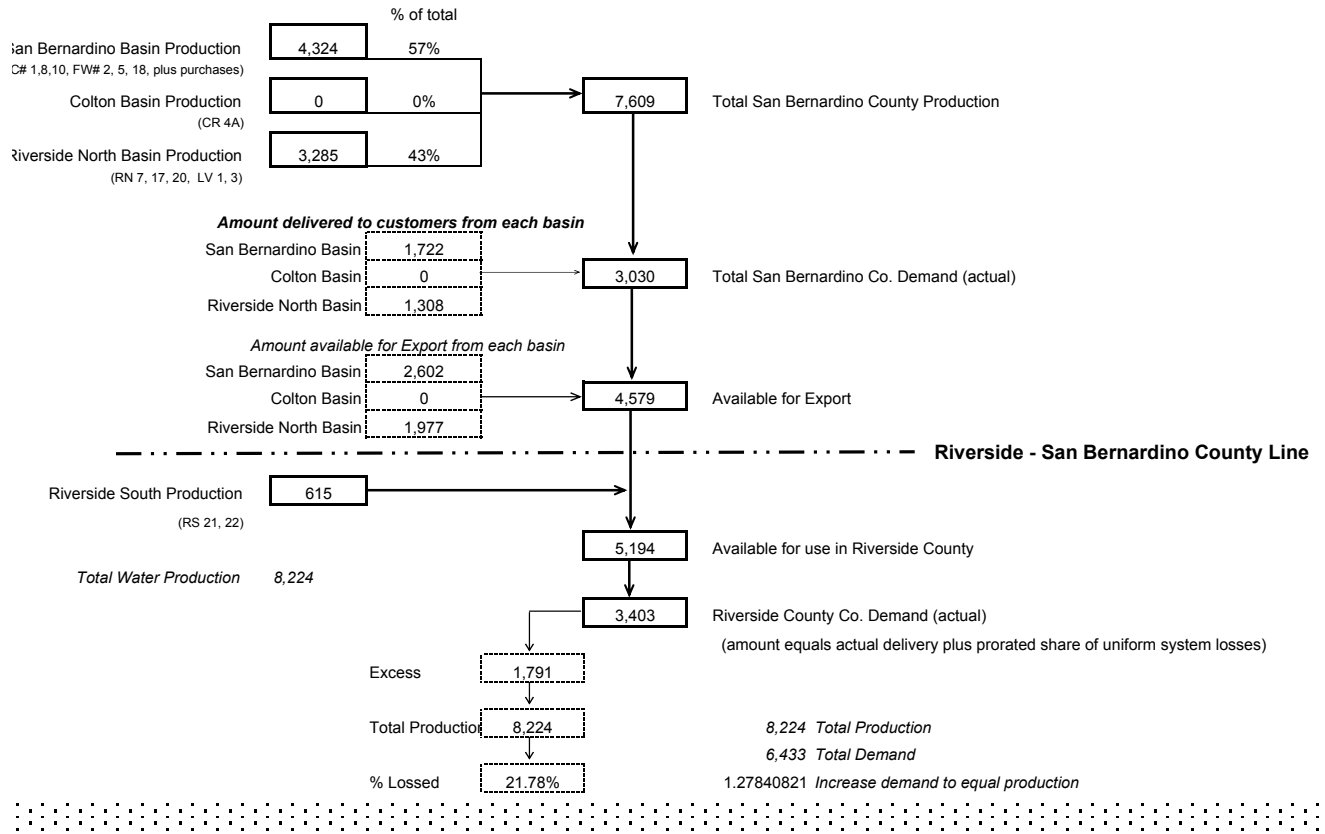 % of total
San Bernardino Basin Production 4,324 57%
C# 1,8,10, FW# 2, 5, 18, plus purchases)
Colton Basin Production 0 0% 7,609 Total San Bernardino County Production
(CR 4A)
Riverside North Basin Production 3,285 43%
(RN 7, 17, 20, LV 1, 3)
Amount delivered to customers from each basin
San Bernardino Basin 1,722
Colton Basin 0 3,030 Total San Bernardino Co. Demand (actual)
Riverside North Basin 1,308
Amount available for Export from each basin
San Bernardino Basin 2,602
Colton Basin 0 4,579 Available for Export
Riverside North Basin 1,977
Riverside - San Bernardino County Line
Riverside South Production 615
(RS 21, 22)
5,194 Available for use in Riverside County
Total Water Production 8,224
3,403 Riverside County Co. Demand (actual)
(amount equals actual delivery plus prorated share of uniform system losses)
Excess 1,791
Total Production 8,224 8,224 Total Production
6,433 Total Demand
% Lossed 21.78% 1.27840821 Increase demand to equal production